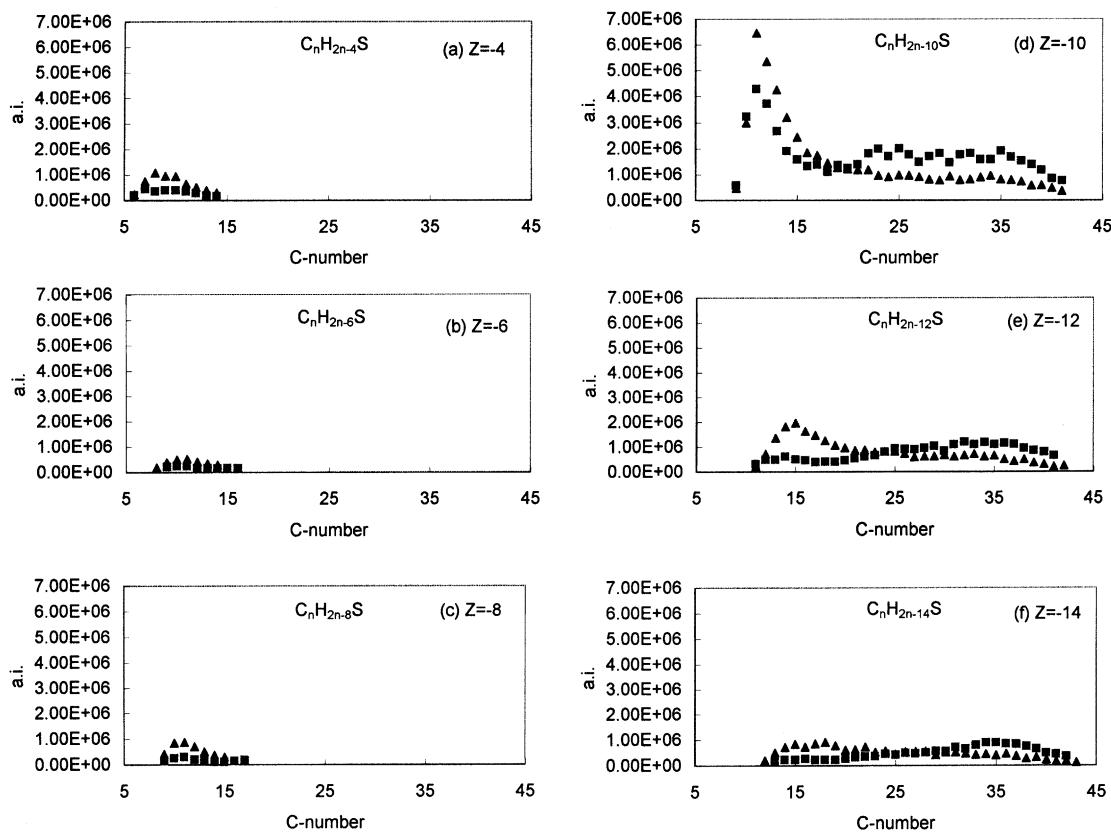 7.00E+06
6.00E+06
5.00E+06
4.00E+06
3.00E+06
2.00E+06
1.00E+06
0.00E+00
a.i.
CnH2n-4S
(a) Z=-4
5 15 25 35 45
C-number
7.00E+06
6.00E+06
5.00E+06
4.00E+06
3.00E+06
2.00E+06
1.00E+06
0.00E+00
a.i.
CnH2n-6S
(b) Z=-6
5 15 25 35 45
C-number
7.00E+06
6.00E+06
5.00E+06
4.00E+06
3.00E+06
2.00E+06
1.00E+06
0.00E+00
a.i.
CnH2n-8S
(c) Z=-8
5 15 25 35 45
C-number
7.00E+06
6.00E+06
5.00E+06
4.00E+06
3.00E+06
2.00E+06
1.00E+06
0.00E+00
a.i.
CnH2n-10S
(d) Z=-10
5 15 25 35 45
C-number
7.00E+06
6.00E+06
5.00E+06
4.00E+06
3.00E+06
2.00E+06
1.00E+06
0.00E+00
a.i.
CnH2n-12S
(e) Z=-12
5 15 25 35 45
C-number
7.00E+06
6.00E+06
5.00E+06
4.00E+06
3.00E+06
2.00E+06
1.00E+06
0.00E+00
a.i.
CnH2n-14S
(f) Z=-14
5 15 25 35 45
C-number